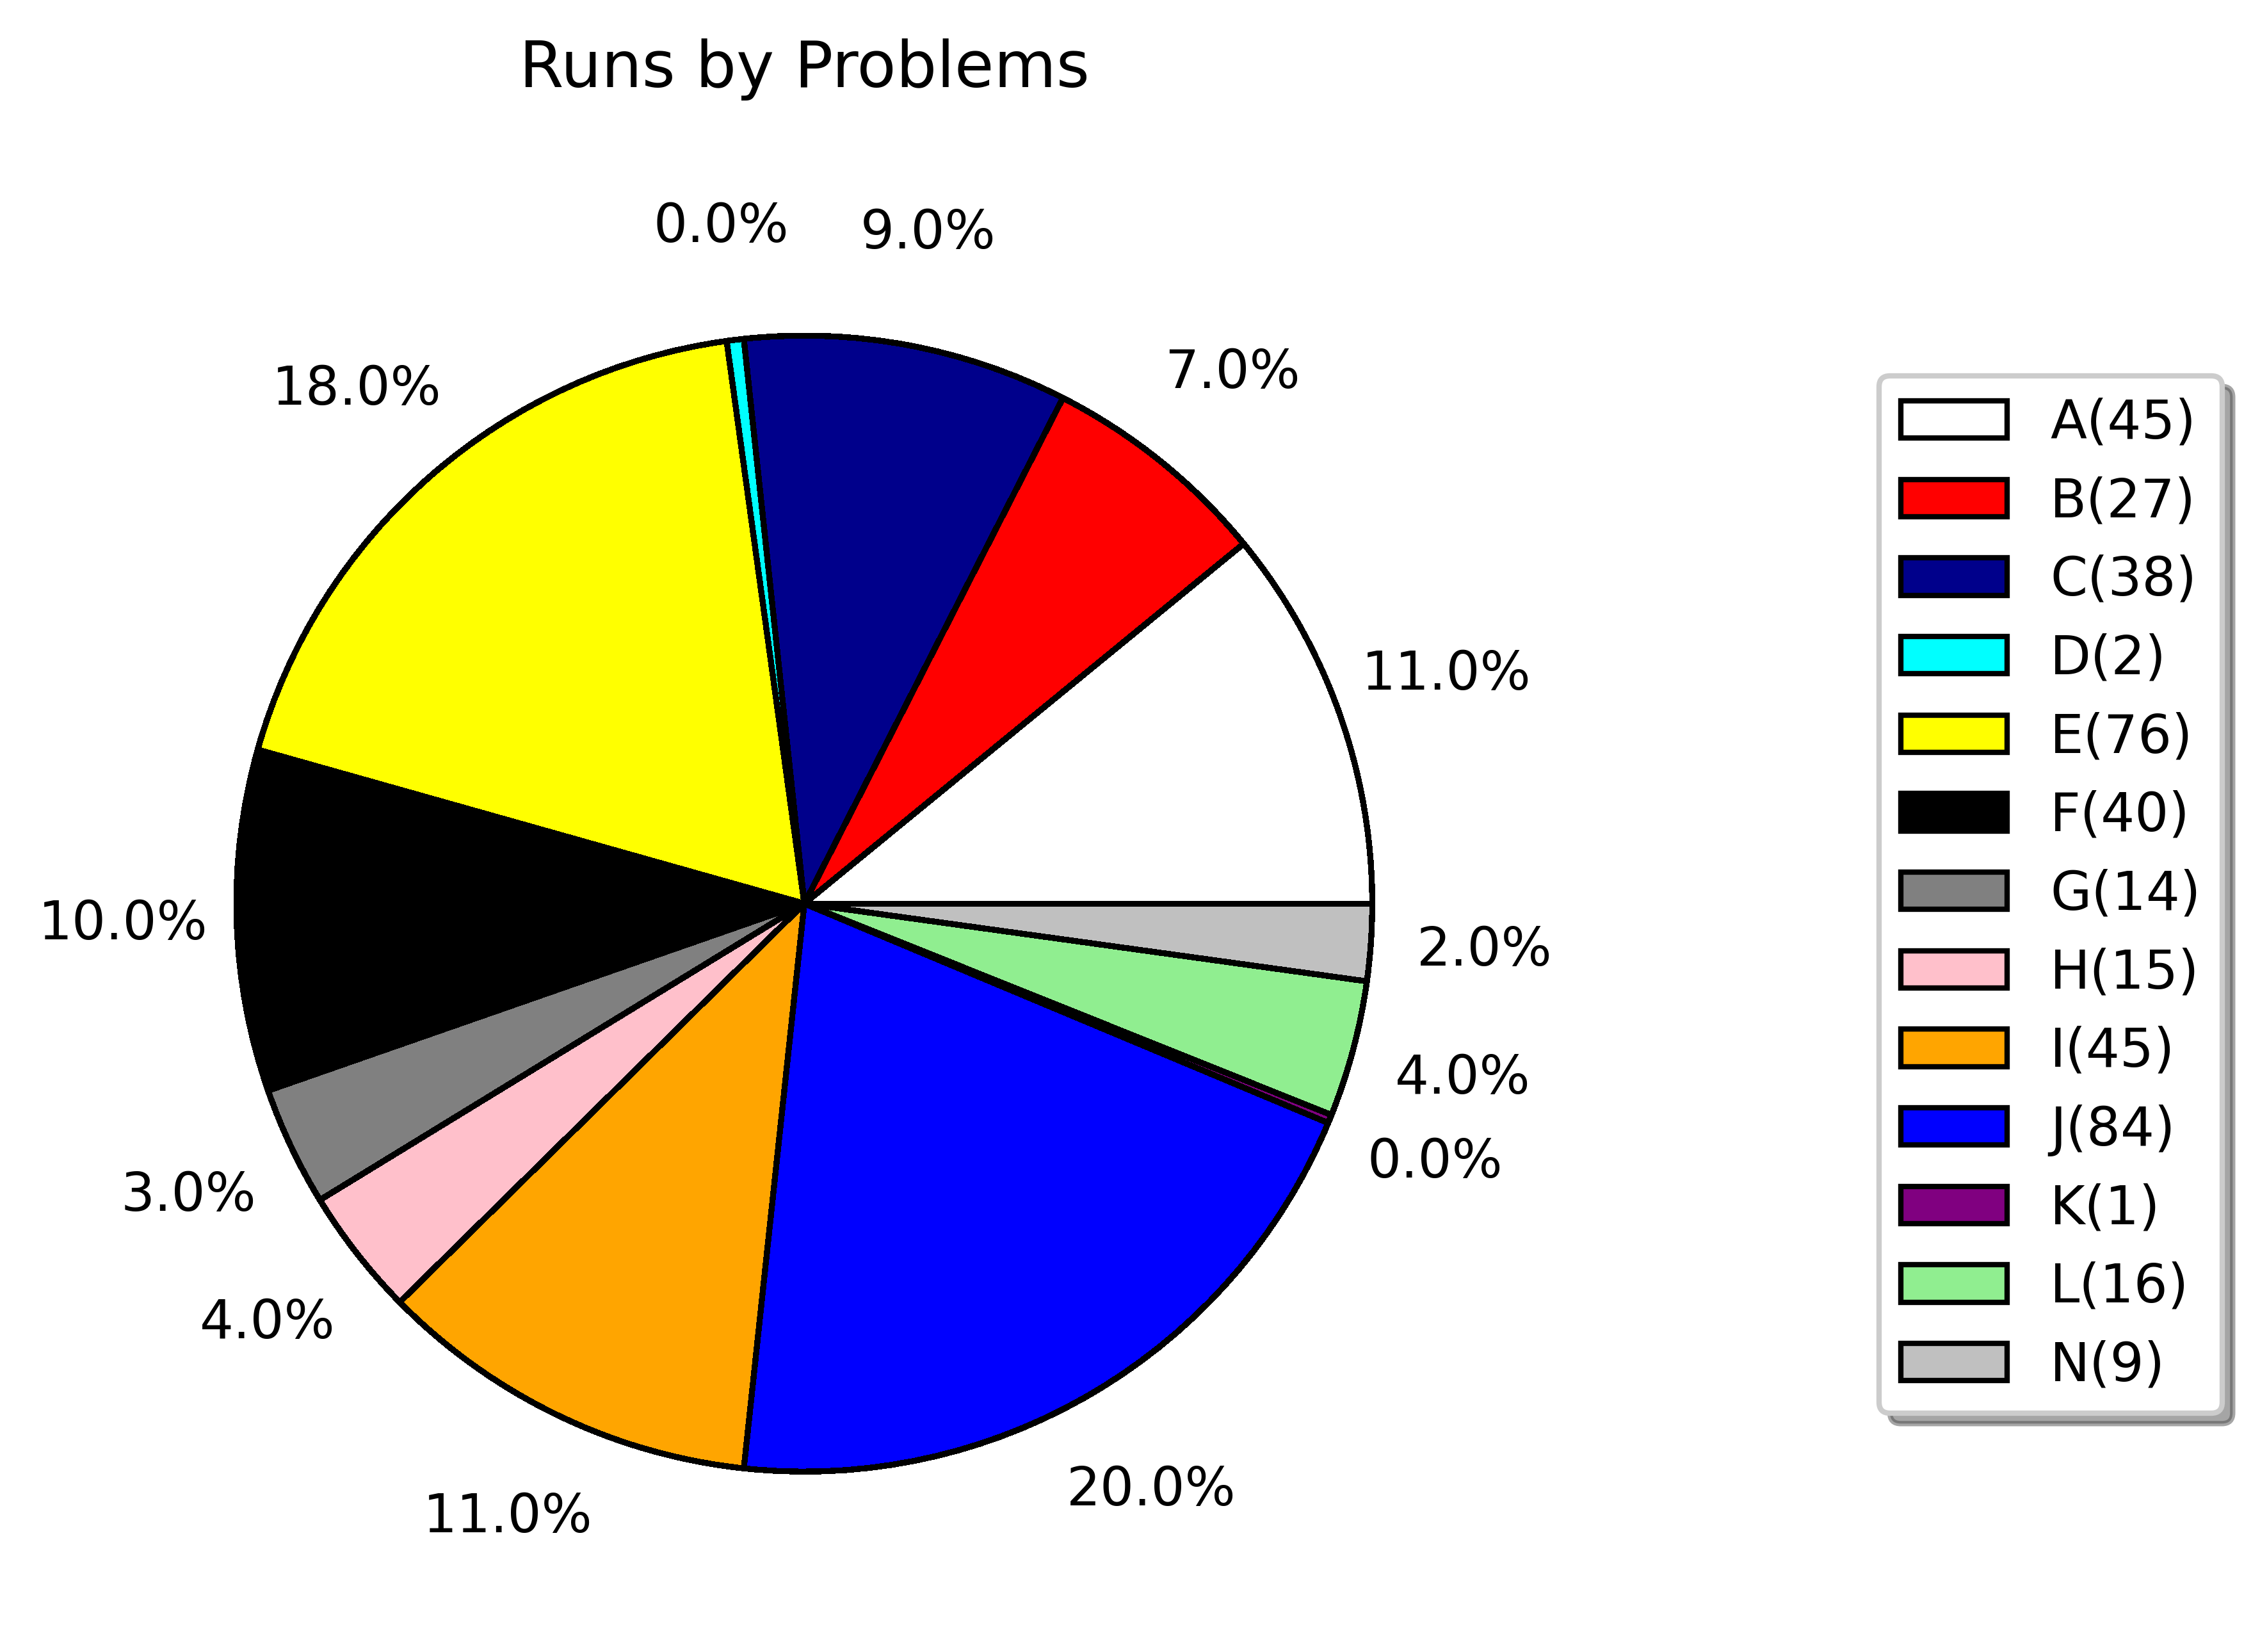 Runs by Problems
0.0%
9.0%
18.0%
7.0%
11.0%
10.0%
2.0%
4.0%
0.0%
3.0%
4.0%
20.0%
11.0%
A(45)
B(27)
C(38)
D(2)
E(76)
F(40)
G(14)
H(15)
I(45)
J(84)
K(1)
L(16)
N(9)